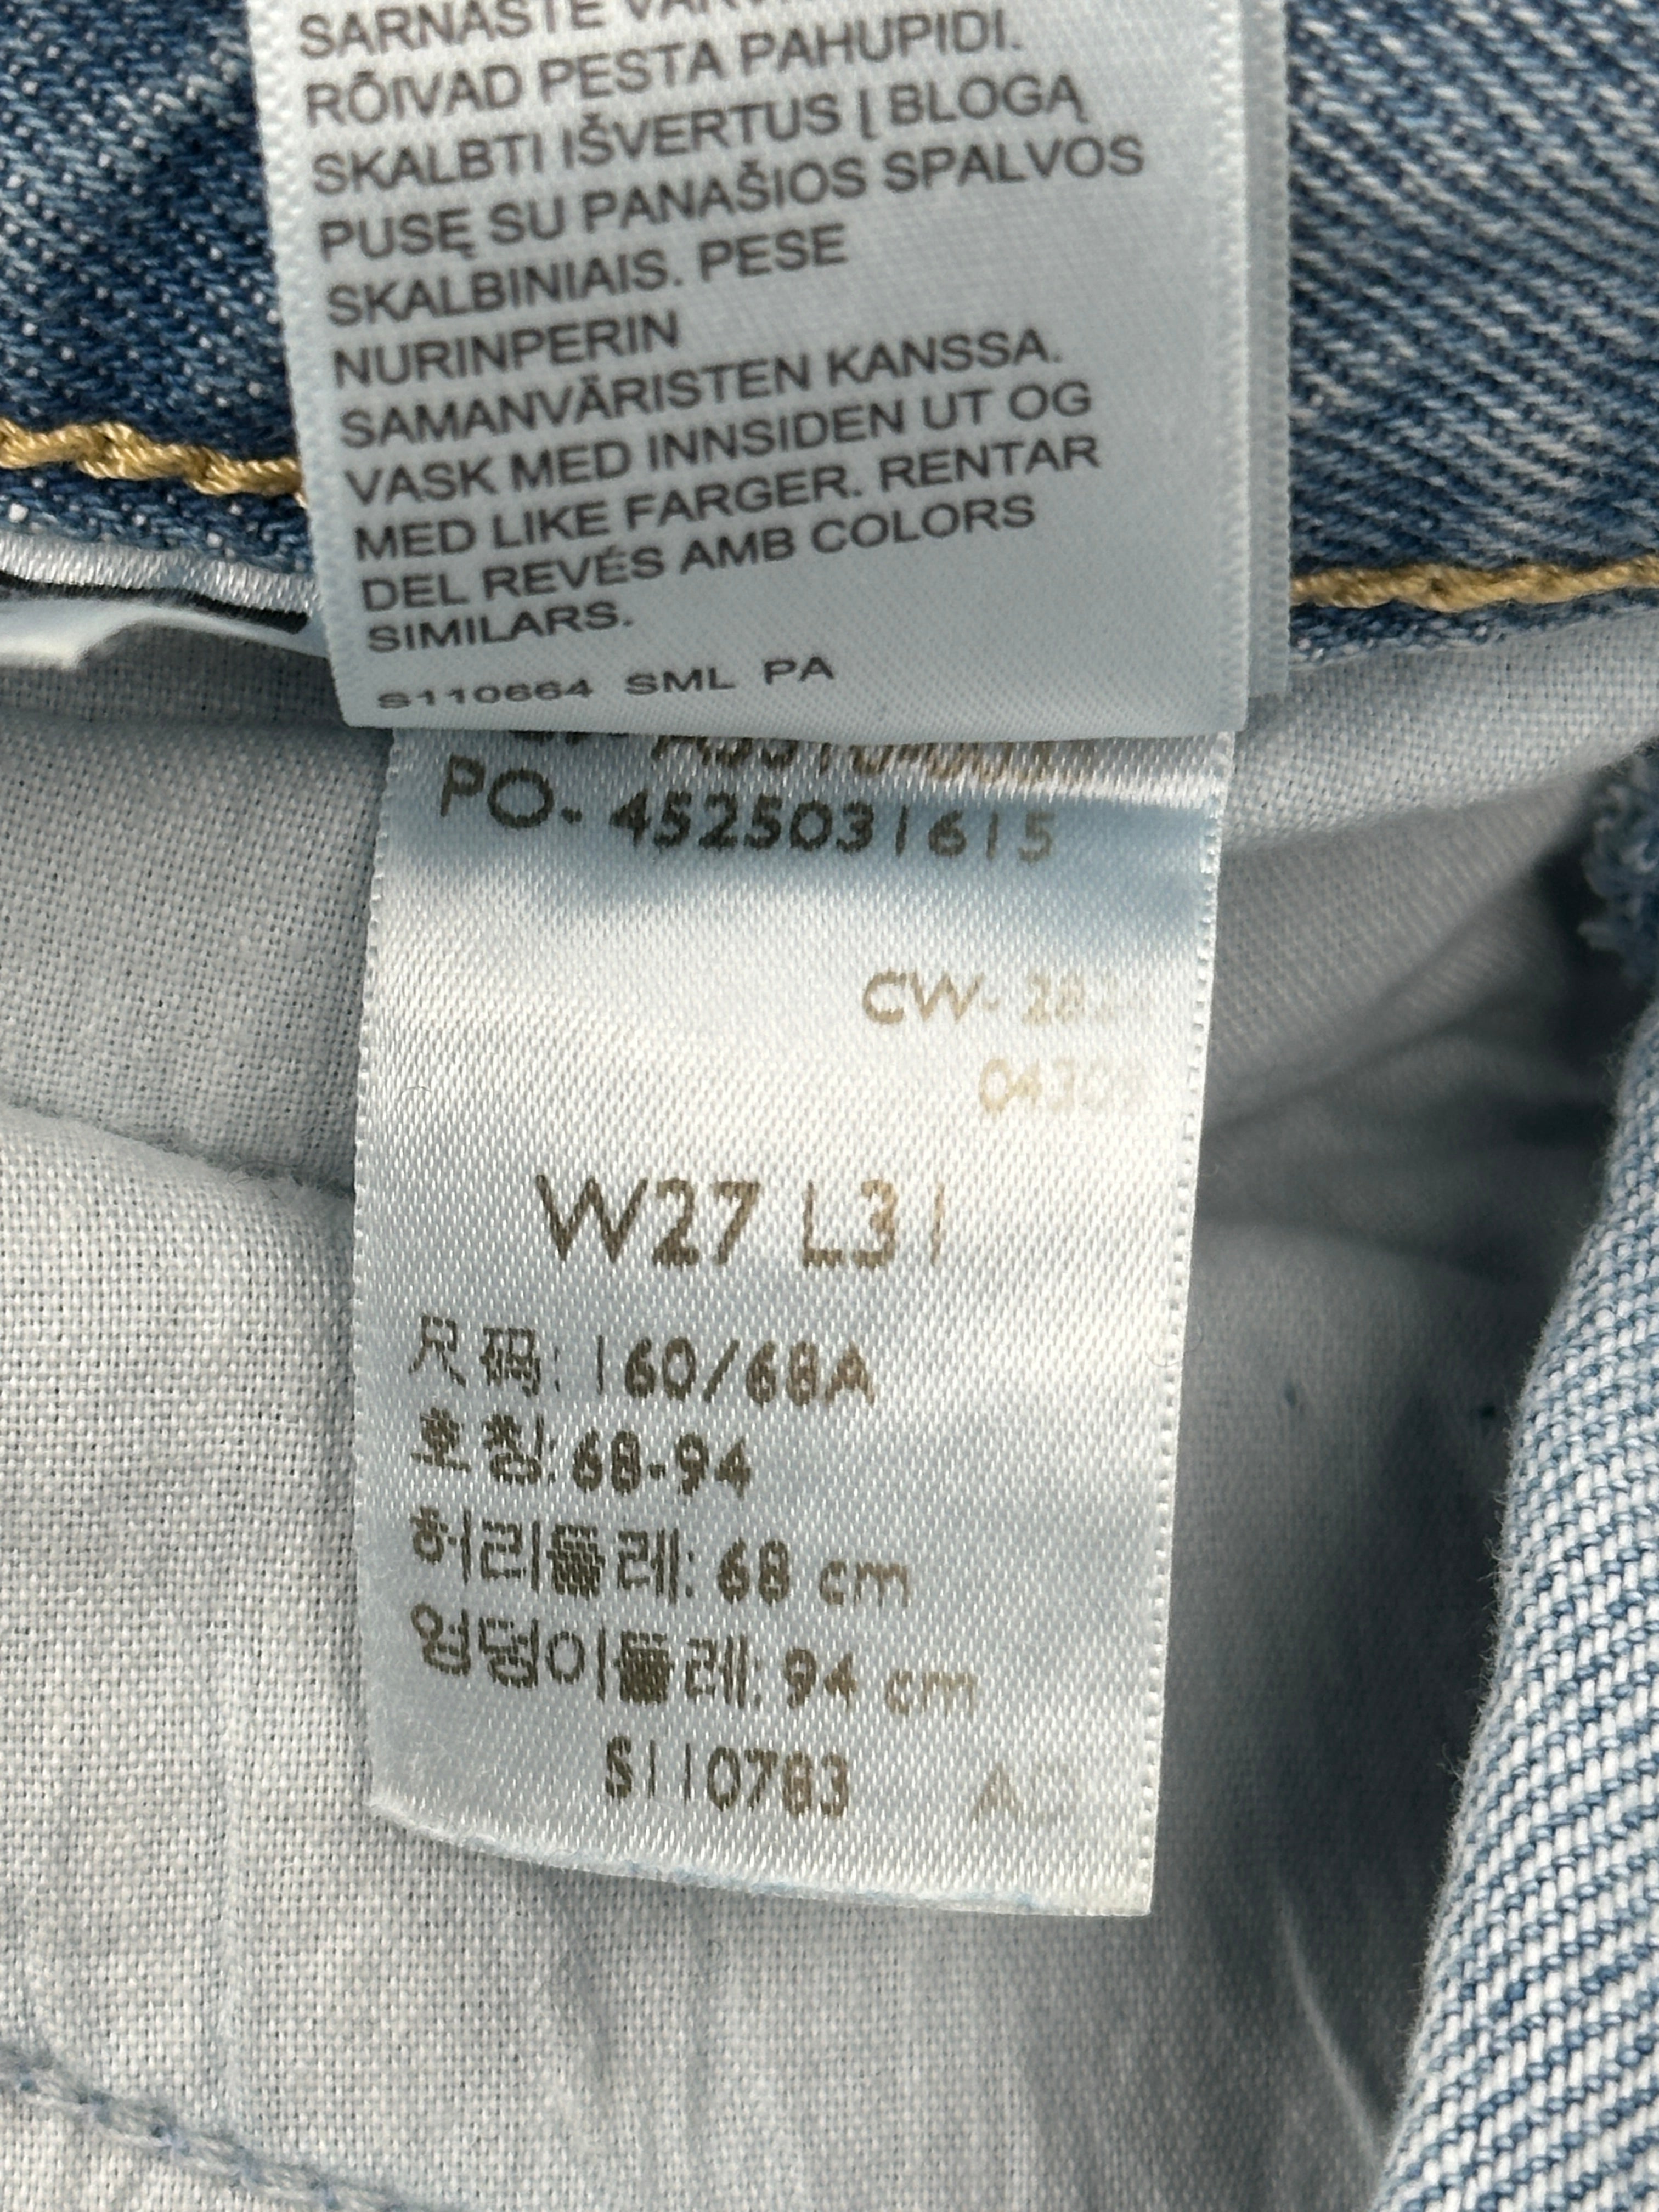 SARNASTE
RÕIVAD PESTA PAHUPIDI.
SKALBTI IŠVERTUS Į BLOGĄ
PUSĘ SU PANAŠIOS SPALVOS
SKALBINIAIS. PESE
NURINPERIN
SAMANVÄRISTEN KANSSA.
VASK MED INNSIDEN UT OG
MED LIKE FARGER. RENTAR
DEL REVÉS AMB COLORS
SIMILARS.
S110664 SML PA
PO- 4525031615
CW-
W27 L31
尺码: 160/68A
호칭: 68-94
허리둘레: 68 cm
엉덩이둘레: 94 cm
S110783